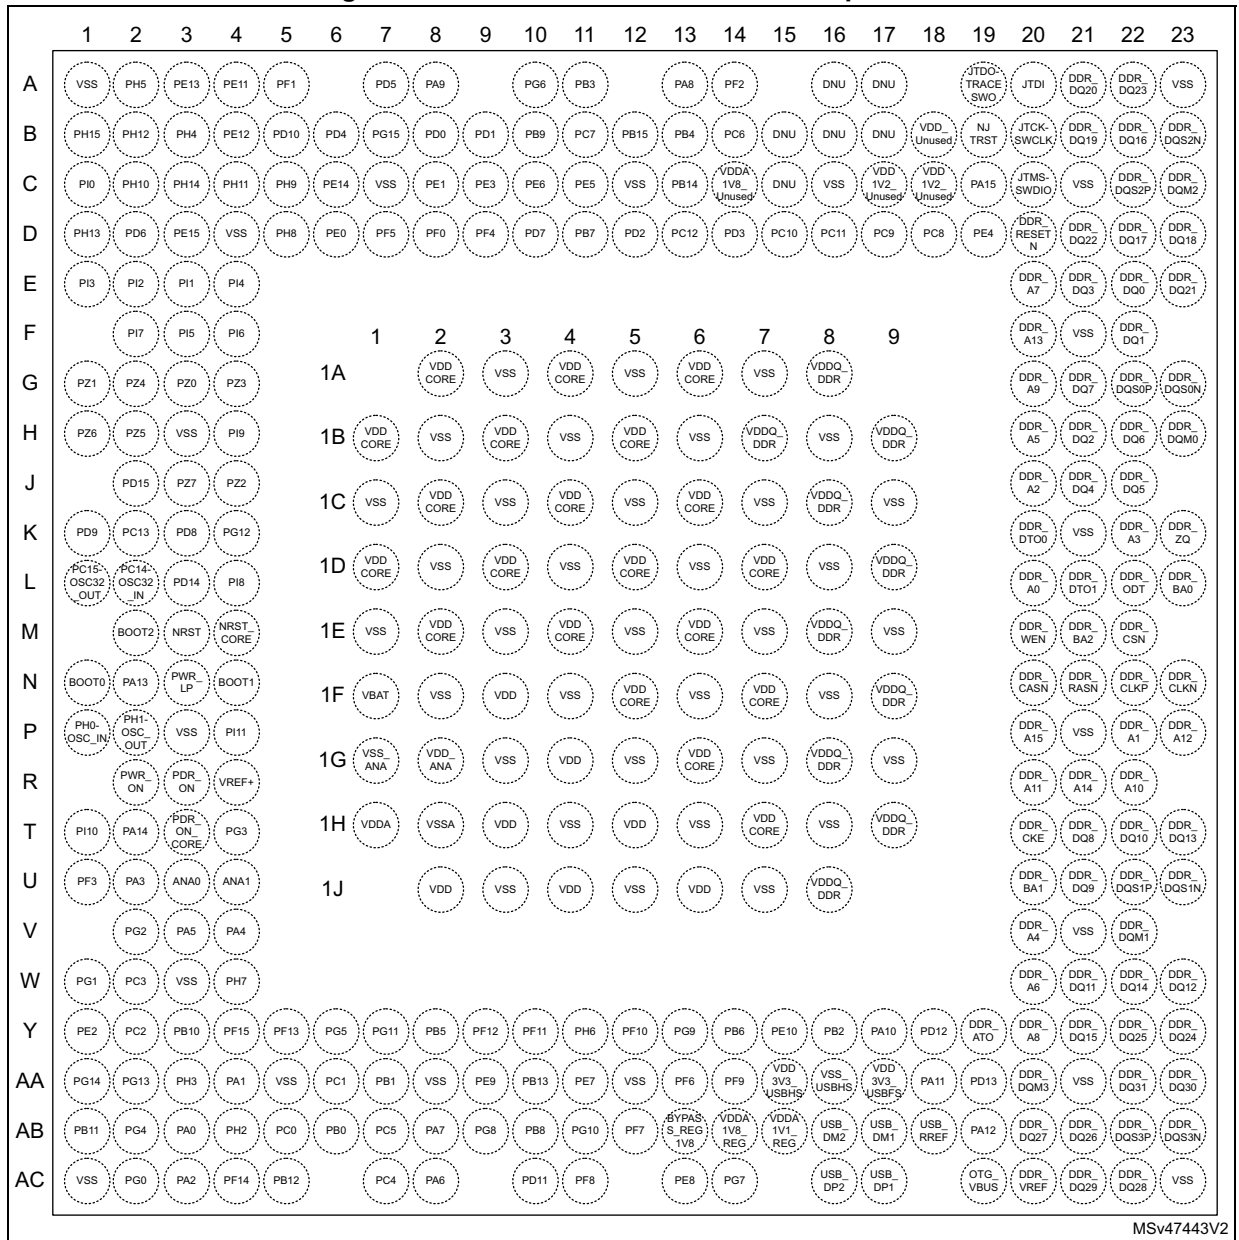 1 2 3 4 5 6 7 8 9 10 11 12 13 14 15 16 17 18 19 20 21 22 23
A VSS PH5 PE13 PE11 PF1 PD5 PA9 PG6 PB3 PA8 PF2 DNU DNU JTDO-TRACESWO JTDI DDR_DQ20 DDR_DQ23 VSS
B PH15 PH12 PH4 PE12 PD10 PD4 PG15 PD0 PD1 PB9 PC7 PB15 PB4 PC6 DNU DNU DNU VDD_Unused NJTRST JTCK-SWCLK DDR_DQ19 DDR_DQ16 DDR_DQS2N
C PI0 PH10 PH14 PH11 PH9 PE14 VSS PE1 PE3 PE6 PE5 VSS PB14 VDDA1V8_Unused DNU VSS VDD1V2_Unused VDD1V2_Unused PA15 JTMS-SWDIO VSS DDR_DQS2P DDR_DQM2
D PH13 PD6 PE15 VSS PH8 PE0 PF5 PF0 PF4 PD7 PB7 PD2 PC12 PD3 PC10 PC11 PC9 PC8 PE4 DDR_RESETN DDR_DQ22 DDR_DQ17 DDR_DQ18
E PI3 PI2 PI1 PI4 DDR_A7 DDR_DQ3 DDR_DQ0 DDR_DQ21
F PI7 PI5 PI6 DDR_A13 VSS DDR_DQ1
1 2 3 4 5 6 7 8 9
1A VDDCORE VSS VDDCORE VSS VDDCORE VSS VDDQ_DDR
G PZ1 PZ4 PZ0 PZ3 DDR_A9 DDR_DQ7 DDR_DQS0P DDR_DQS0N
H PZ6 PZ5 VSS PI9 DDR_A5 DDR_DQ2 DDR_DQ6 DDR_DQM0
1B VDDCORE VSS VDDCORE VSS VDDCORE VSS VDDQ_DDR VSS VDDQ_DDR
J PD15 PZ7 PZ2 DDR_A2 DDR_DQ4 DDR_DQ5
1C VSS VDDCORE VSS VDDCORE VSS VDDCORE VSS VDDQ_DDR VSS
K PD9 PC13 PD8 PG12 DDR_DTO0 VSS DDR_A3 DDR_ZQ
1D VDDCORE VSS VDDCORE VSS VDDCORE VSS VDDCORE VSS VDDQ_DDR
L PC15-OSC32_OUT PC14-OSC32_IN PD14 PI8 DDR_A0 DDR_DTO1 DDR_ODT DDR_BA0
M BOOT2 NRST NRST_CORE DDR_WEN DDR_BA2 DDR_CSN
1E VSS VDDCORE VSS VDDCORE VSS VDDCORE VSS VDDQ_DDR VSS
N BOOT0 PA13 PWR_LP BOOT1 DDR_CASN DDR_RASN DDR_CLKP DDR_CLKN
1F VBAT VSS VDD VSS VDDCORE VSS VDDCORE VSS VDDQ_DDR
P PH0-OSC_IN PH1-OSC_OUT VSS PI11 DDR_A15 VSS DDR_A1 DDR_A12
1G VSS_ANA VDD_ANA VSS VDD VSS VDDCORE VSS VDDQ_DDR VSS
R PWR_ON PDR_ON VREF+ DDR_A11 DDR_A14 DDR_A10
T PI10 PA14 PDR_ON_CORE PG3 DDR_CKE DDR_DQ8 DDR_DQ10 DDR_DQ13
1H VDDA VSSA VDD VSS VDD VSS VDDCORE VSS VDDQ_DDR
U PF3 PA3 ANA0 ANA1 DDR_BA1 DDR_DQ9 DDR_DQS1P DDR_DQS1N
1J VDD VSS VDD VSS VDD VSS VDDQ_DDR
V PG2 PA5 PA4 DDR_A4 VSS DDR_DQM1
W PG1 PC3 VSS PH7 DDR_A6 DDR_DQ11 DDR_DQ14 DDR_DQ12
Y PE2 PC2 PB10 PF15 PF13 PG5 PG11 PB5 PF12 PF11 PH6 PF10 PG9 PB6 PE10 PB2 PA10 PD12 DDR_ATO DDR_A8 DDR_DQ15 DDR_DQ25 DDR_DQ24
AA PG14 PG13 PH3 PA1 VSS PC1 PB1 VSS PE9 PB13 PE7 VSS PF6 PF9 VDD3V3_USBHS VSS_USBHS VDD3V3_USBFS PA11 PD13 DDR_DQM3 VSS DDR_DQ31 DDR_DQ30
AB PB11 PG4 PA0 PH2 PC0 PB0 PC5 PA7 PG8 PB8 PG10 PF7 BYPASS_REG1V8 VDDA1V8_REG VDDA1V1_REG USB_DM2 USB_DM1 USB_RREF PA12 DDR_DQ27 DDR_DQ26 DDR_DQS3P DDR_DQS3N
AC VSS PG0 PA2 PF14 PB12 PC4 PA6 PD11 PF8 PE8 PG7 USB_DP2 USB_DP1 OTG_VBUS DDR_VREF DDR_DQ29 DDR_DQ28 VSS
MSv47443V2